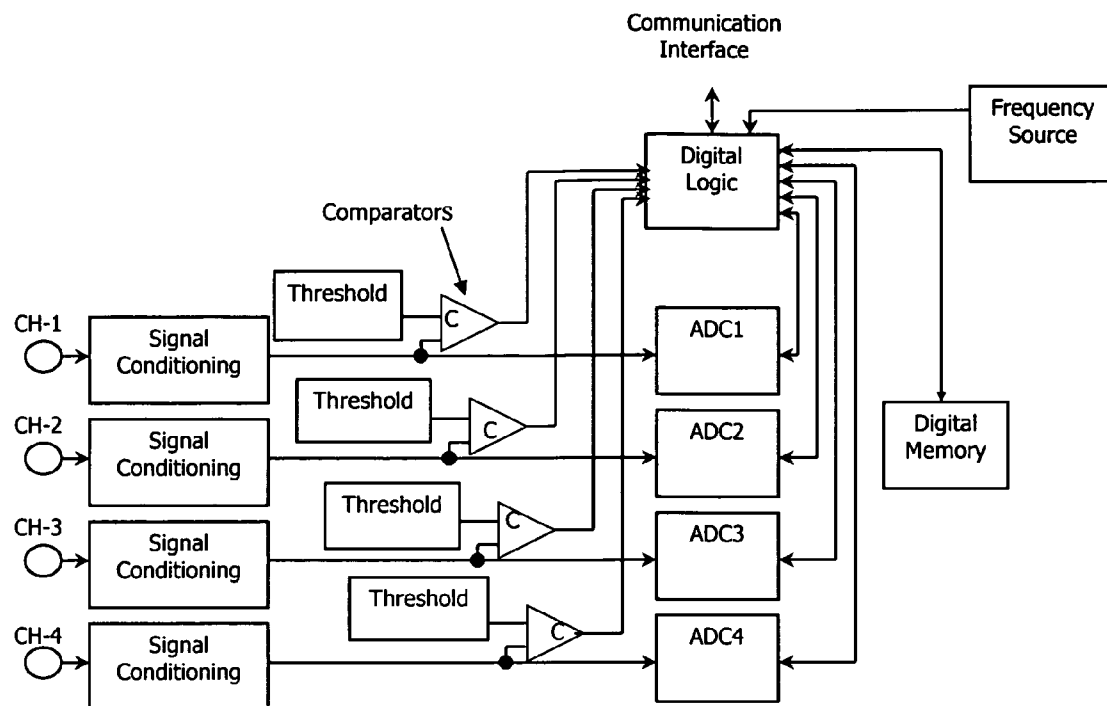 Communication
Interface
Frequency
Source
Digital
Logic
Comparators
Threshold
C
CH-1
Signal
Conditioning
ADC1
Threshold
C
CH-2
Signal
Conditioning
ADC2
Digital
Memory
Threshold
C
CH-3
Signal
Conditioning
ADC3
Threshold
C
CH-4
Signal
Conditioning
ADC4